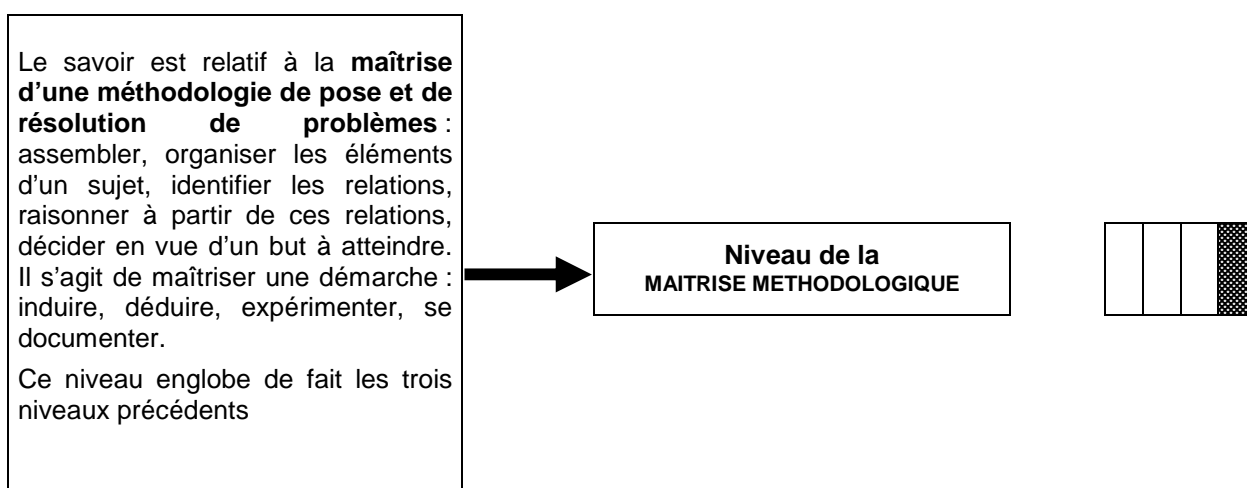 Le savoir est relatif à la maîtrise
d’une méthodologie de pose et de
résolution de problèmes :
assembler, organiser les éléments
d’un sujet, identifier les relations,
raisonner à partir de ces relations,
décider en vue d’un but à atteindre.
Il s’agit de maîtriser une démarche :
induire, déduire, expérimenter, se
documenter.
Ce niveau englobe de fait les trois
niveaux précédents
Niveau de la
MAITRISE METHODOLOGIQUE